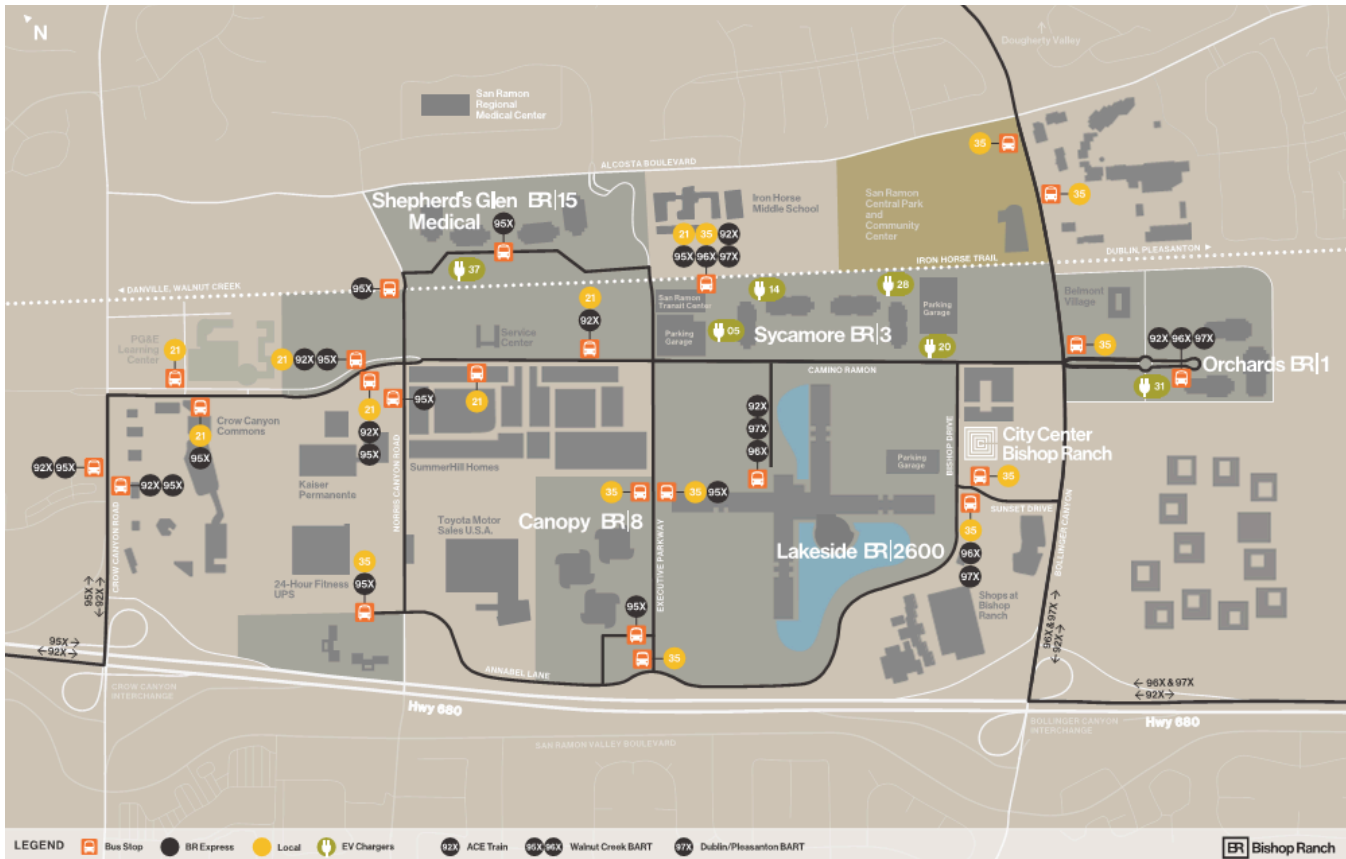 N
Dougherty Valley
San Ramon
Regional
Medical Center
ALCOSTA BOULEVARD
35
Shepherd's Glen BR|15
Medical
95X
37
Iron Horse
Middle School
21 35 92X
95X 96X 97X
San Ramon
Central Park
and
Community
Center
35
DUBLIN, PLEASANTON ►
IRON HORSE TRAIL
◄ DANVILLE, WALNUT CREEK
95X
21
92X
San Ramon
Transit Center
14
28
Parking
Garage
Belmont
Village
PG&E
Learning
Center
21
21 92X 95X
Service
Center
Parking
Garage
05
Sycamore BR|3
20
35
92X 96X 97X
Orchards BR|1
31
CAMINO RAMON
21
92X
95X
95X
21
Crow Canyon
Commons
21
95X
92X 95X
92X 95X
Kaiser
Permanente
SummerHill Homes
NORRIS CANYON ROAD
CROW CANYON ROAD
92X
97X
96X
Parking
Garage
BISHOP DRIVE
City Center
Bishop Ranch
35
SUNSET DRIVE
BOLLINGER CANYON
35
35 95X
Canopy BR|8
Toyota Motor
Sales U.S.A.
EXECUTIVE PARKWAY
Lakeside BR|2600
35
96X
97X
Shops at
Bishop
Ranch
35
95X
24-Hour Fitness
UPS
95X
35
ANNABEL LANE
95X→
←92X
95X→
←92X
96X & 97X→
←92X→
← 96X & 97X
←92X→
CROW CANYON
INTERCHANGE
Hwy 680
BOLLINGER CANYON
INTERCHANGE
Hwy 680
SAN RAMON VALLEY BOULEVARD
LEGEND Bus Stop BR Express Local EV Chargers 92X ACE Train 95X 96X Walnut Creek BART 97X Dublin/Pleasanton BART BR Bishop Ranch